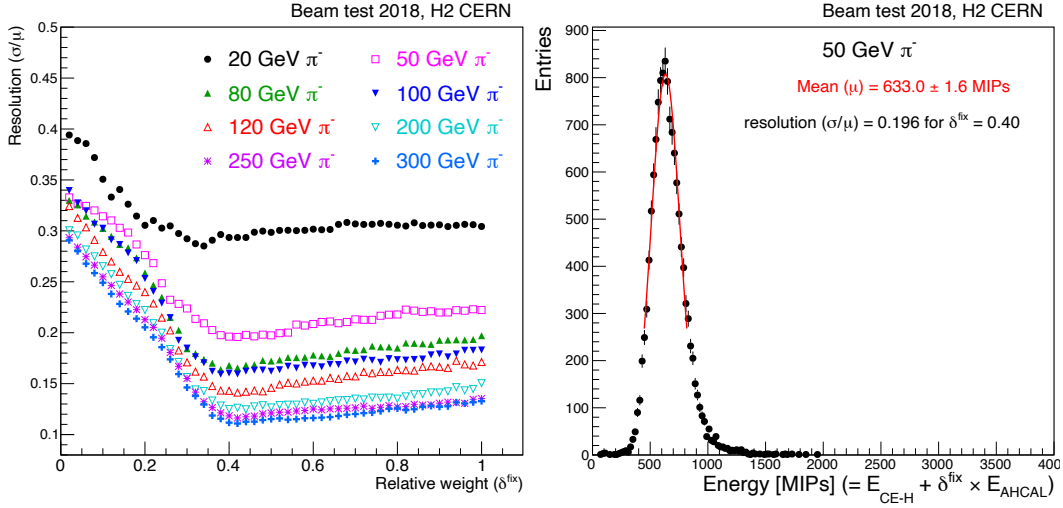 Beam test 2018, H2 CERN
Resolution (σ/μ)
0.5
0.45
0.4
0.35
0.3
0.25
0.2
0.15
0.1
20 GeV π⁻
50 GeV π⁻
80 GeV π⁻
100 GeV π⁻
120 GeV π⁻
200 GeV π⁻
250 GeV π⁻
300 GeV π⁻
0 0.2 0.4 0.6 0.8 1
Relative weight (δ^fix)
Beam test 2018, H2 CERN
Entries
900
800
700
600
500
400
300
200
100
0
50 GeV π⁻
Mean (μ) = 633.0 ± 1.6 MIPs
resolution (σ/μ) = 0.196 for δ^fix = 0.40
0 500 1000 1500 2000 2500 3000 3500 4000
Energy [MIPs] (= E_CE-H + δ^fix × E_AHCAL)